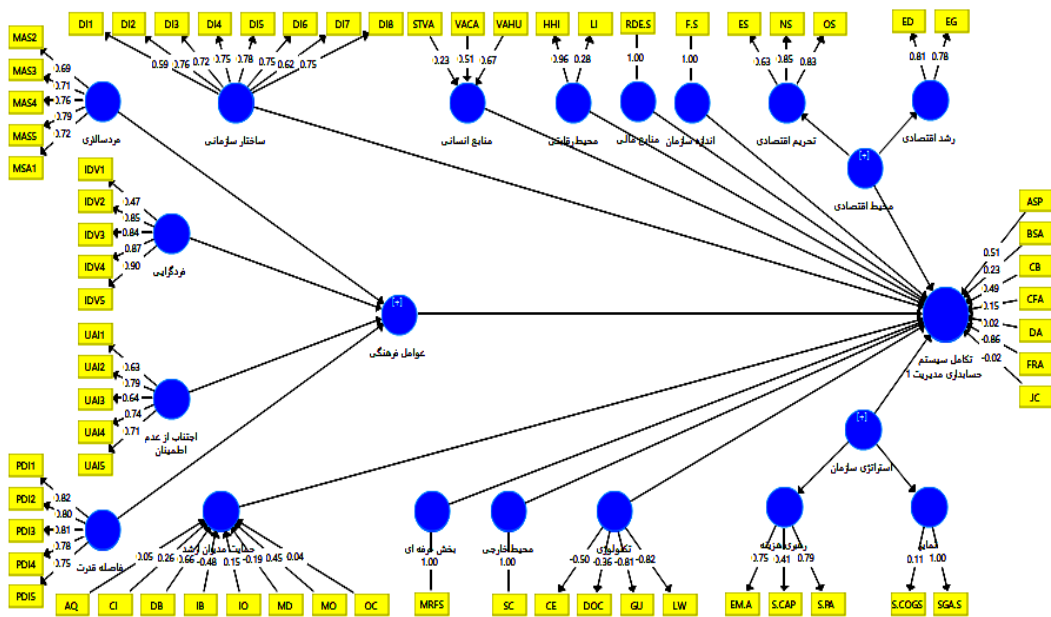 DI1 DI2 DI3 DI4 DI5 DI6 DI7 DI8 STVA VACA VAHU HHI LI RDE.S F.S ES NS OS ED EG
0.59 0.76 0.72 0.75 0.78 0.75 0.62 0.75 0.23 0.51 0.67 0.96 0.28 1.00 1.00 0.63 0.85 0.83 0.81 0.78
MAS2
MAS3
MAS4
MAS5
MSA1
0.69
0.71
0.76
0.79
0.72
مردسالاری
ساختار سازمانی
منابع انسانی
محیط رقابتی
منابع مالی
اندازه سازمان
تحریم اقتصادی
رشد اقتصادی
[+]
محیط اقتصادی
IDV1
IDV2
IDV3
IDV4
IDV5
0.47
0.85
0.84
0.87
0.90
فردگرایی
ASP
BSA
CB
CFA
DA
FRA
JC
0.51
0.23
0.49
0.15
0.02
-0.86
-0.02
[+]
عوامل فرهنگی
تکامل سیستم
حسابداری مدیریت 1
UAI1
UAI2
UAI3
UAI4
UAI5
0.63
0.79
0.64
0.74
0.71
اجتناب از عدم
اطمینان
[+]
استراتژی سازمان
PDI1
PDI2
PDI3
PDI4
PDI5
0.82
0.80
0.81
0.78
0.75
فاصله قدرت
حمایت مدیران ارشد
بخش حرفه ای
محیط خارجی
تکنولوژی
رهبری هزینه
تمایز
0.05 0.26 0.66 -0.48 0.15 -0.19 0.45 0.04 1.00 1.00 -0.50 -0.36 -0.81 -0.82 0.75 0.41 0.79 0.11 1.00
AQ CI DB IB IO MD MO OC MRFS SC CE DOC GU LW EM.A S.CAP S.PA S.COGS SGA.S